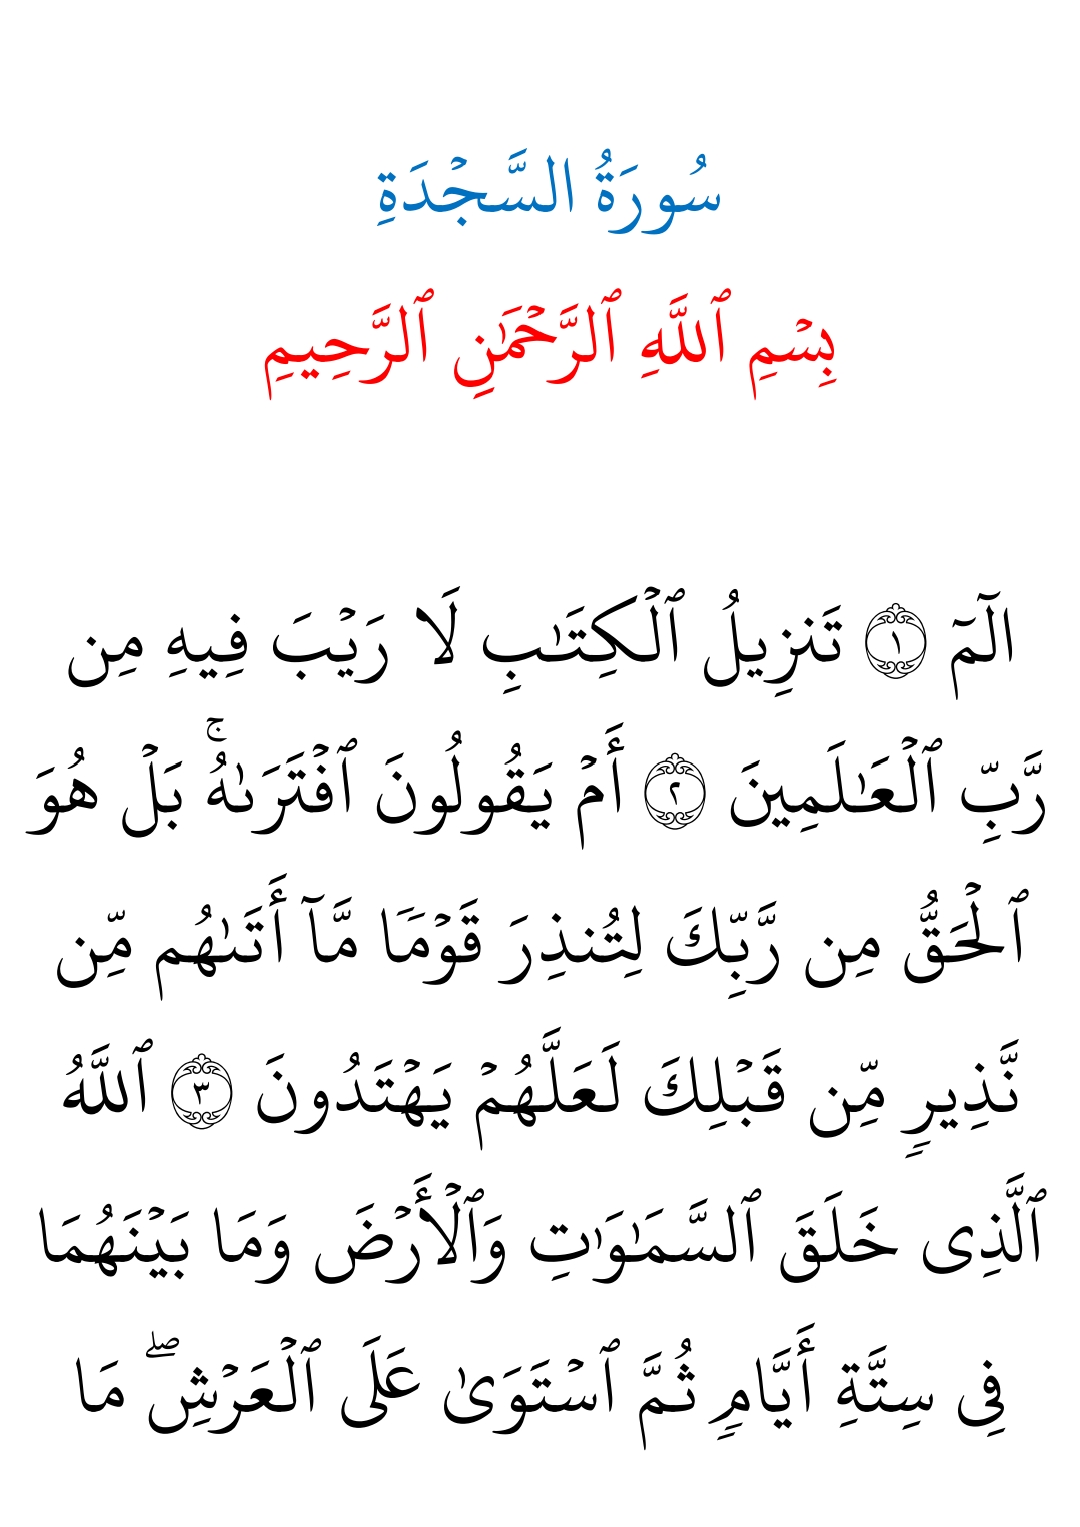 سُورَةُ السَّجۡدَةِ
بِسۡمِ ٱللَّهِ ٱلرَّحۡمَٰنِ ٱلرَّحِيمِ
الٓمٓ ١ تَنزِيلُ ٱلۡكِتَٰبِ لَا رَيۡبَ فِيهِ مِن
رَّبِّ ٱلۡعَٰلَمِينَ ٢ أَمۡ يَقُولُونَ ٱفۡتَرَىٰهُۚ بَلۡ هُوَ
ٱلۡحَقُّ مِن رَّبِّكَ لِتُنذِرَ قَوۡمٗا مَّآ أَتَىٰهُم مِّن
نَّذِيرٖ مِّن قَبۡلِكَ لَعَلَّهُمۡ يَهۡتَدُونَ ٣ ٱللَّهُ
ٱلَّذِى خَلَقَ ٱلسَّمَٰوَٰتِ وَٱلۡأَرۡضَ وَمَا بَيۡنَهُمَا
فِى سِتَّةِ أَيَّامٖ ثُمَّ ٱسۡتَوَىٰ عَلَى ٱلۡعَرۡشِۖ مَا